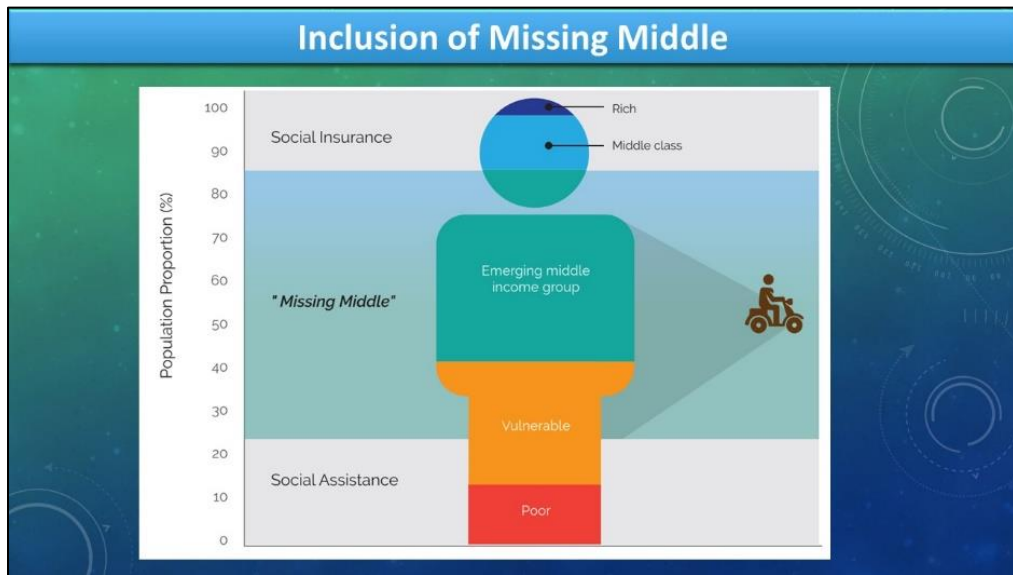 Inclusion of Missing Middle
Population Proportion (%)
100
90
80
70
60
50
40
30
20
10
0
Social Insurance
"Missing Middle"
Social Assistance
Rich
Middle class
Emerging middle
income group
Vulnerable
Poor